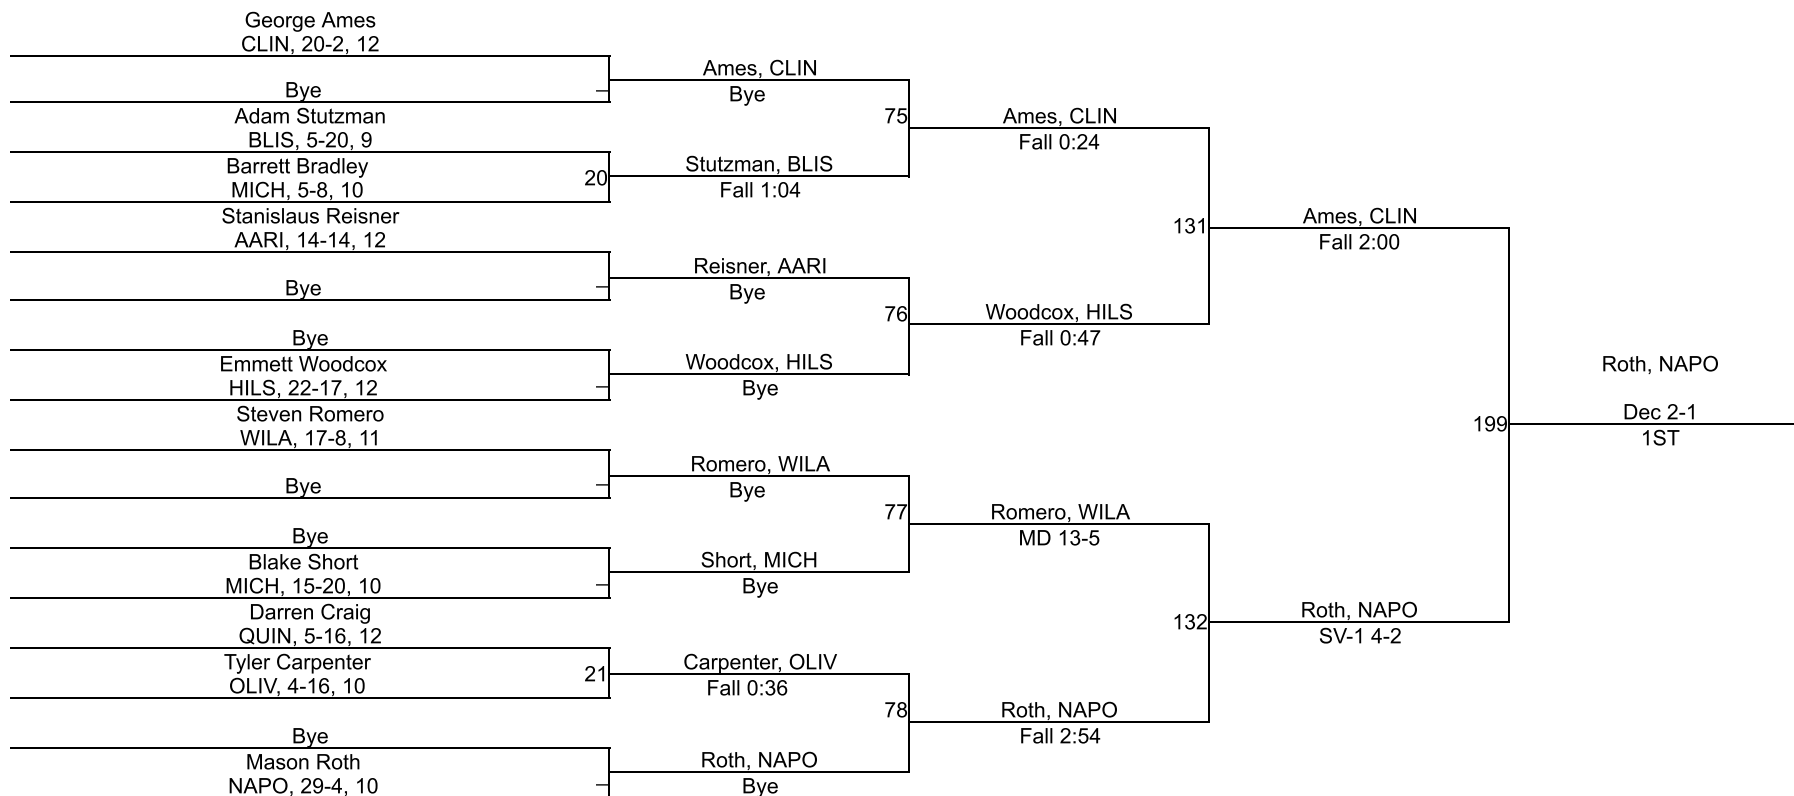 George Ames
CLIN, 20-2, 12
Bye
Adam Stutzman
BLIS, 5-20, 9
Barrett Bradley
MICH, 5-8, 10
20
Stanislaus Reisner
AARI, 14-14, 12
Bye
Bye
Emmett Woodcox
HILS, 22-17, 12
Steven Romero
WILA, 17-8, 11
Bye
Bye
Blake Short
MICH, 15-20, 10
Darren Craig
QUIN, 5-16, 12
Tyler Carpenter
OLIV, 4-16, 10
21
Bye
Mason Roth
NAPO, 29-4, 10
Ames, CLIN
Bye
75
Stutzman, BLIS
Fall 1:04
Reisner, AARI
Bye
76
Woodcox, HILS
Bye
Romero, WILA
Bye
77
Short, MICH
Bye
Carpenter, OLIV
Fall 0:36
78
Roth, NAPO
Bye
Ames, CLIN
Fall 0:24
131
Woodcox, HILS
Fall 0:47
Romero, WILA
MD 13-5
132
Roth, NAPO
Fall 2:54
Ames, CLIN
Fall 2:00
199
Roth, NAPO
SV-1 4-2
Roth, NAPO
Dec 2-1
1ST